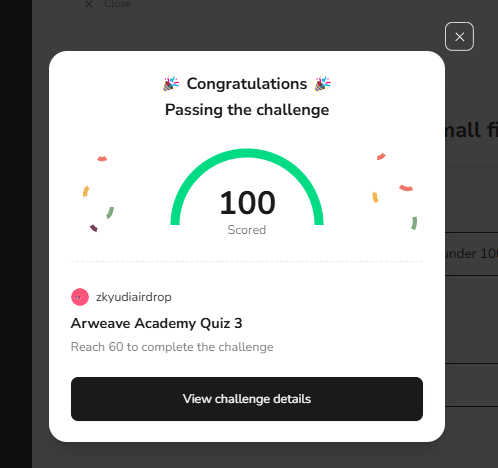 Close
🎉 Congratulations 🎉
Passing the challenge
mall fi
100
Scored
under 100
zkyudiairdrop
Arweave Academy Quiz 3
Reach 60 to complete the challenge
View challenge details